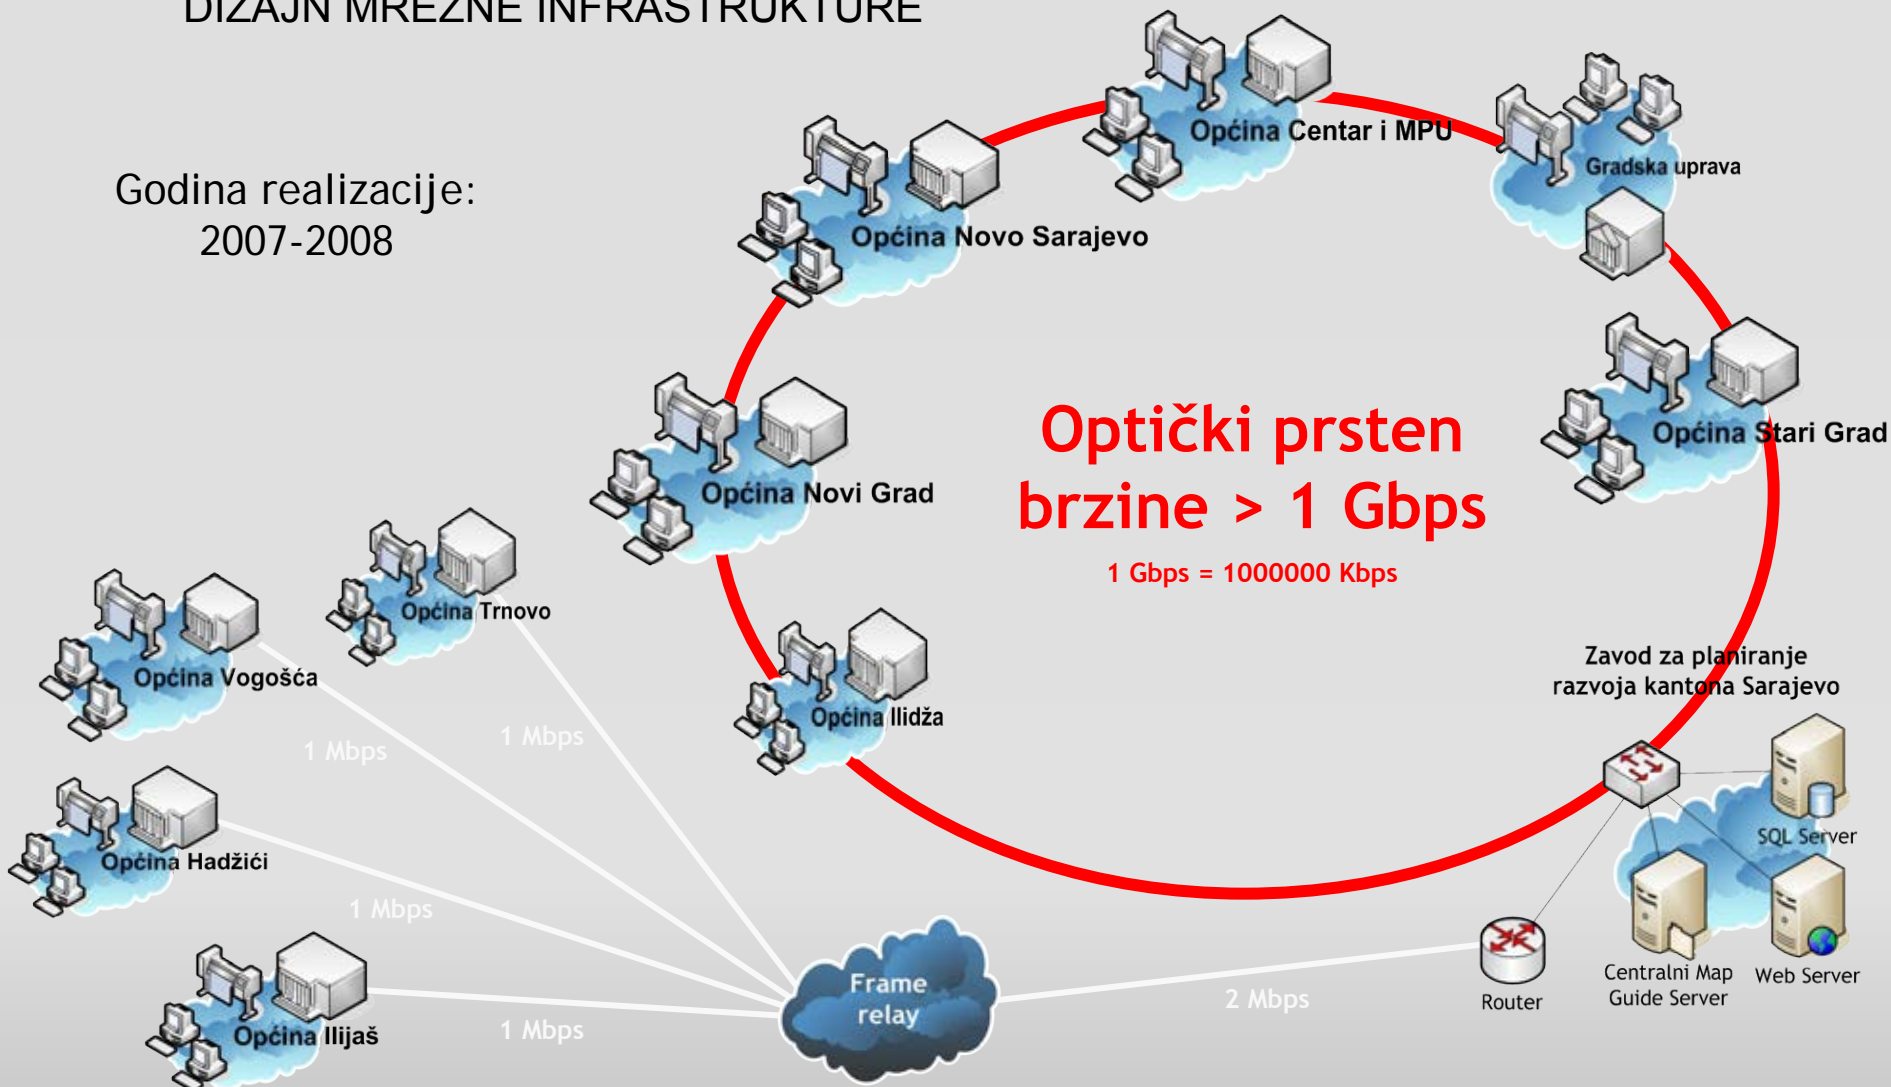 DIZAJN MREŽNE INFRASTRUKTURE
Godina realizacije:
2007-2008
Općina Centar i MPU
Gradska uprava
Općina Novo Sarajevo
Općina Stari Grad
Općina Novi Grad
Optički prsten
brzine > 1 Gbps
1 Gbps = 1000000 Kbps
Općina Trnovo
Općina Vogošća
Općina Ilidža
Zavod za planiranje
razvoja kantona Sarajevo
1 Mbps
1 Mbps
SQL Server
Općina Hadžići
1 Mbps
Frame
relay
Centralni Map
Guide Server
Web Server
Router
2 Mbps
Općina Ilijaš
1 Mbps